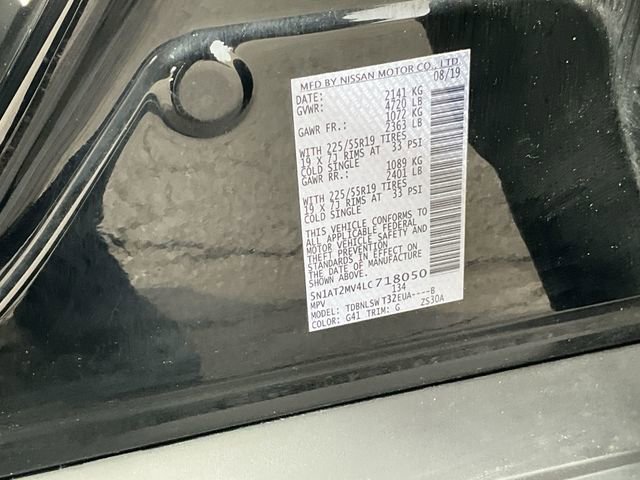 MFD BY NISSAN MOTOR CO., LTD
DATE: 08/19
GVWR: 2141 KG
4720 LB
GAWR FR.: 1072 KG
2363 LB
WITH 225/55R19 TIRES
19 X 7J RIMS AT 33 PSI
COLD SINGLE
GAWR RR.: 1089 KG
2401 LB
WITH 225/55R19 TIRES
19 X 7J RIMS AT 33 PSI
COLD SINGLE
THIS VEHICLE CONFORMS TO
ALL APPLICABLE FEDERAL
MOTOR VEHICLE SAFETY AND
THEFT PREVENTION
STANDARDS IN EFFECT ON
THE DATE OF MANUFACTURE
5N1AT2MV4LC718050
MPV 134
MODEL: TDBNLSW T32EUA----B
COLOR: G41 TRIM: G ZS30A